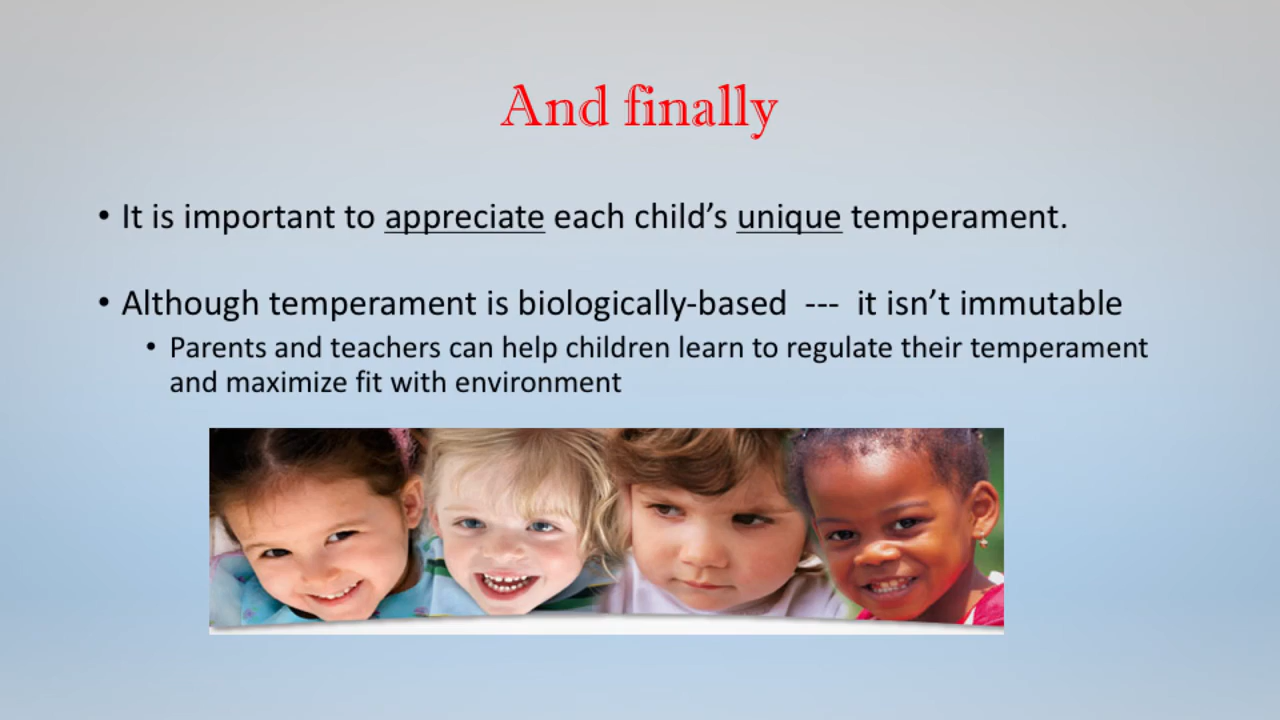 And finally
• It is important to appreciate each child’s unique temperament.
• Although temperament is biologically-based --- it isn’t immutable
• Parents and teachers can help children learn to regulate their temperament
and maximize fit with environment